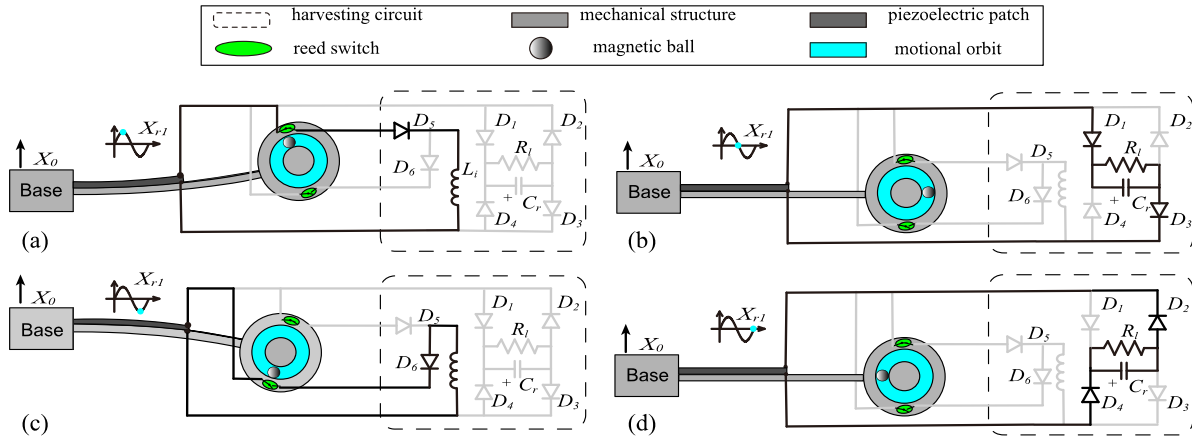 harvesting circuit mechanical structure piezoelectric patch
reed switch magnetic ball motional orbit
X0 Base Xr1 D5 D6 Li D1 D2 Rl + Cr D4 D3
(a)
X0 Base Xr1 D5 D6 D1 D2 Rl + Cr D4 D3
(b)
X0 Base Xr1 D5 D6 D1 D2 Rl + Cr D4 D3
(c)
X0 Base Xr1 D5 D6 D1 D2 Rl + Cr D4 D3
(d)